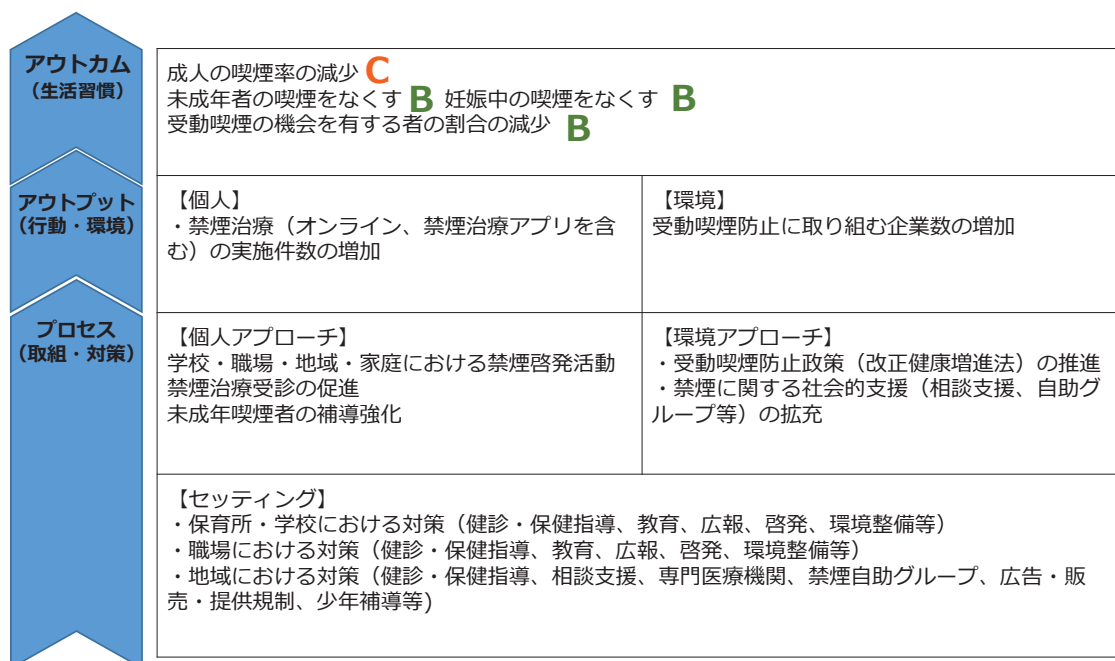 アウトカム
（生活習慣）
成人の喫煙率の減少 C
未成年者の喫煙をなくす B 妊娠中の喫煙をなくす B
受動喫煙の機会を有する者の割合の減少 B
アウトプット
（行動・環境）
【個人】
・禁煙治療（オンライン、禁煙治療アプリを含
む）の実施件数の増加
【環境】
受動喫煙防止に取り組む企業数の増加
プロセス
（取組・対策）
【個人アプローチ】
学校・職場・地域・家庭における禁煙啓発活動
禁煙治療受診の促進
未成年喫煙者の補導強化
【環境アプローチ】
・受動喫煙防止政策（改正健康増進法）の推進
・禁煙に関する社会的支援（相談支援、自助グ
ループ等）の拡充
【セッティング】
・保育所・学校における対策（健診・保健指導、教育、広報、啓発、環境整備等）
・職場における対策（健診・保健指導、教育、広報、啓発、環境整備等）
・地域における対策（健診・保健指導、相談支援、専門医療機関、禁煙自助グループ、広告・販
売・提供規制、少年補導等)